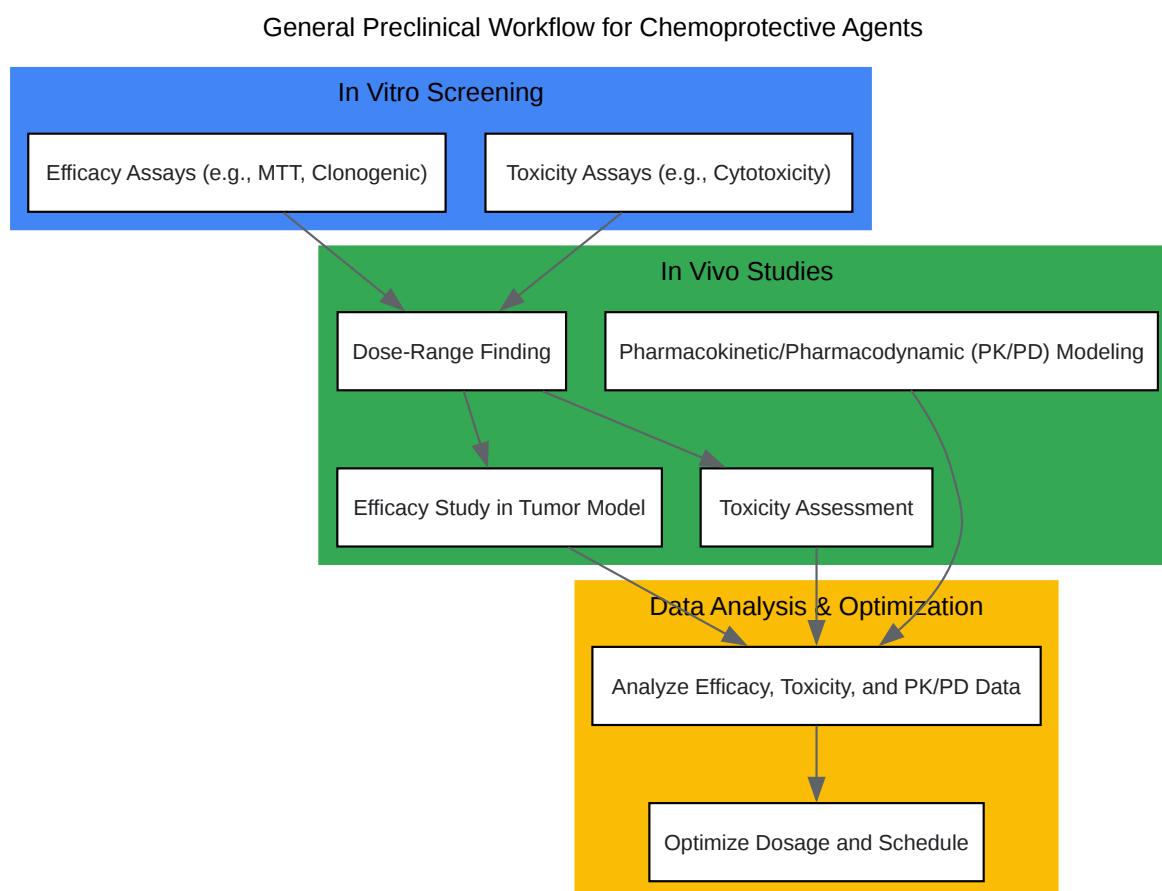 General Preclinical Workflow for Chemoprotective Agents
In Vitro Screening
Efficacy Assays (e.g., MTT, Clonogenic)
Toxicity Assays (e.g., Cytotoxicity)
In Vivo Studies
Dose-Range Finding
Pharmacokinetic/Pharmacodynamic (PK/PD) Modeling
Efficacy Study in Tumor Model
Toxicity Assessment
Data Analysis & Optimization
Analyze Efficacy, Toxicity, and PK/PD Data
Optimize Dosage and Schedule